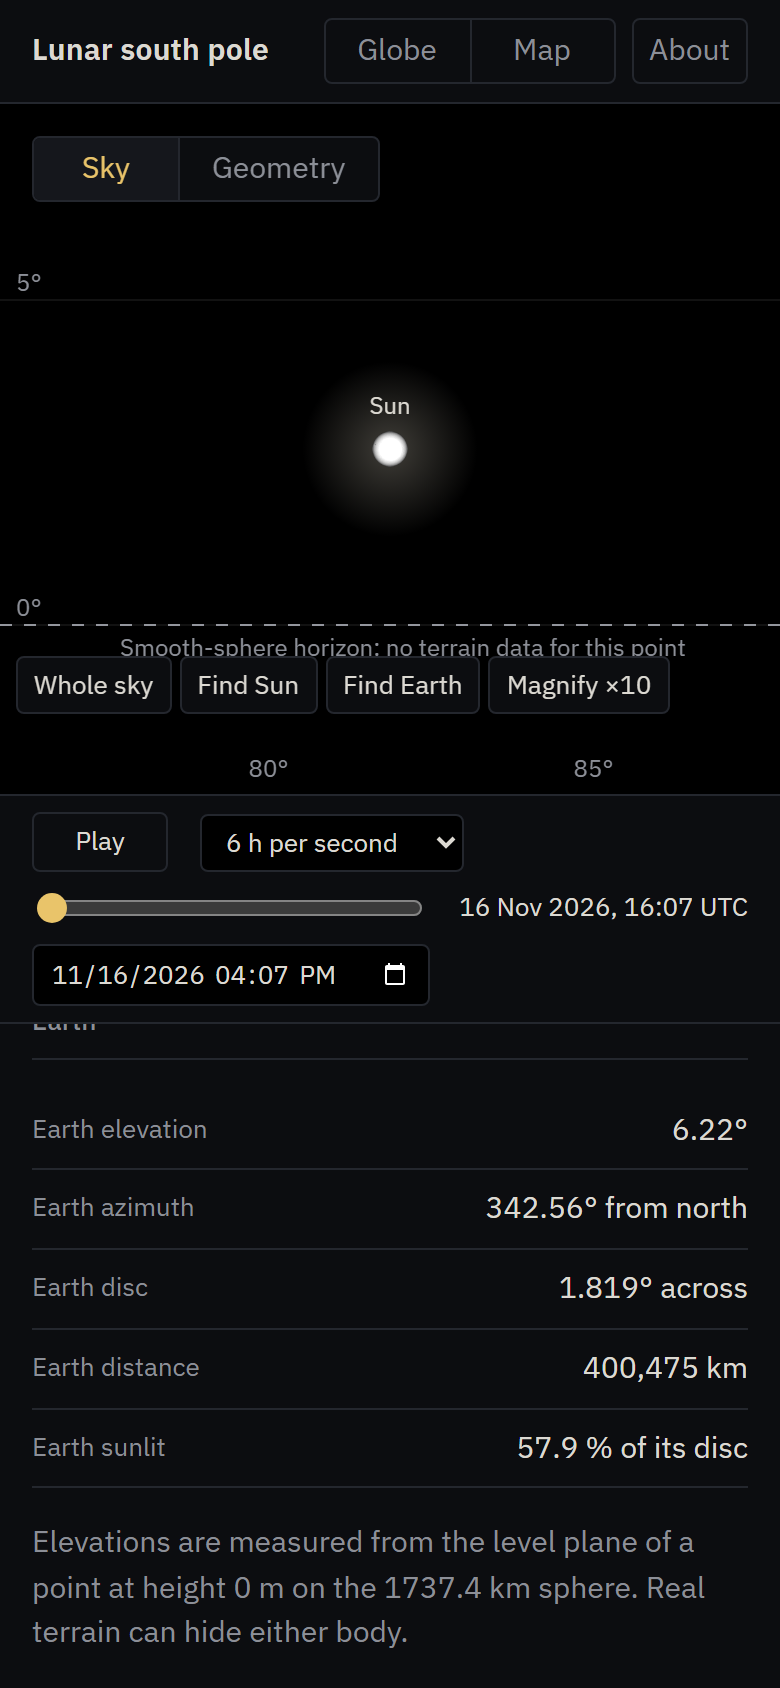 Lunar south pole
Globe
Map
About
Sky
Geometry
5°
Sun
0°
Smooth-sphere horizon: no terrain data for this point
Whole sky
Find Sun
Find Earth
Magnify ×10
80°
85°
Play
6 h per second
16 Nov 2026, 16:07 UTC
11/16/2026 04:07 PM
Earth
Earth elevation
6.22°
Earth azimuth
342.56° from north
Earth disc
1.819° across
Earth distance
400,475 km
Earth sunlit
57.9 % of its disc
Elevations are measured from the level plane of a
point at height 0 m on the 1737.4 km sphere. Real
terrain can hide either body.